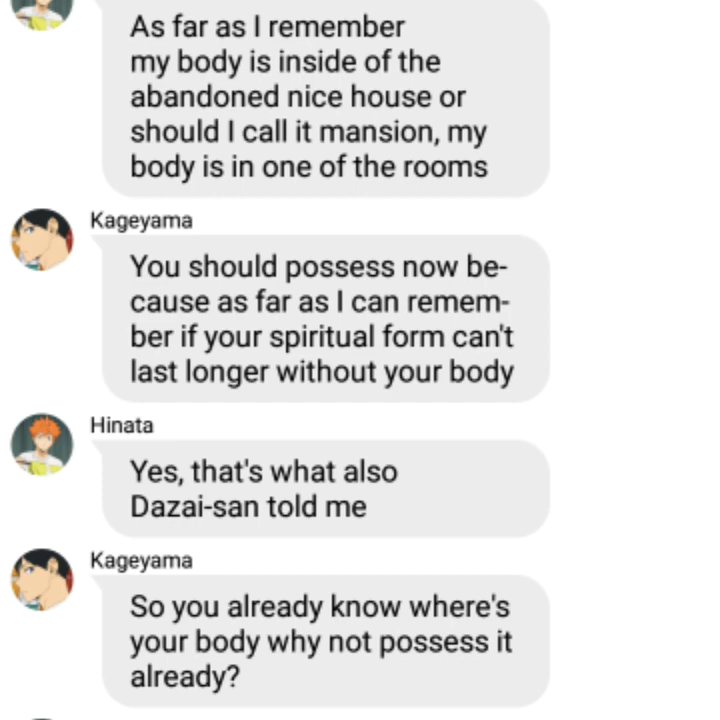 As far as I remember
my body is inside of the
abandoned nice house or
should I call it mansion, my
body is in one of the rooms
Kageyama
You should possess now be-
cause as far as I can remem-
ber if your spiritual form can't
last longer without your body
Hinata
Yes, that's what also
Dazai-san told me
Kageyama
So you already know where's
your body why not possess it
already?